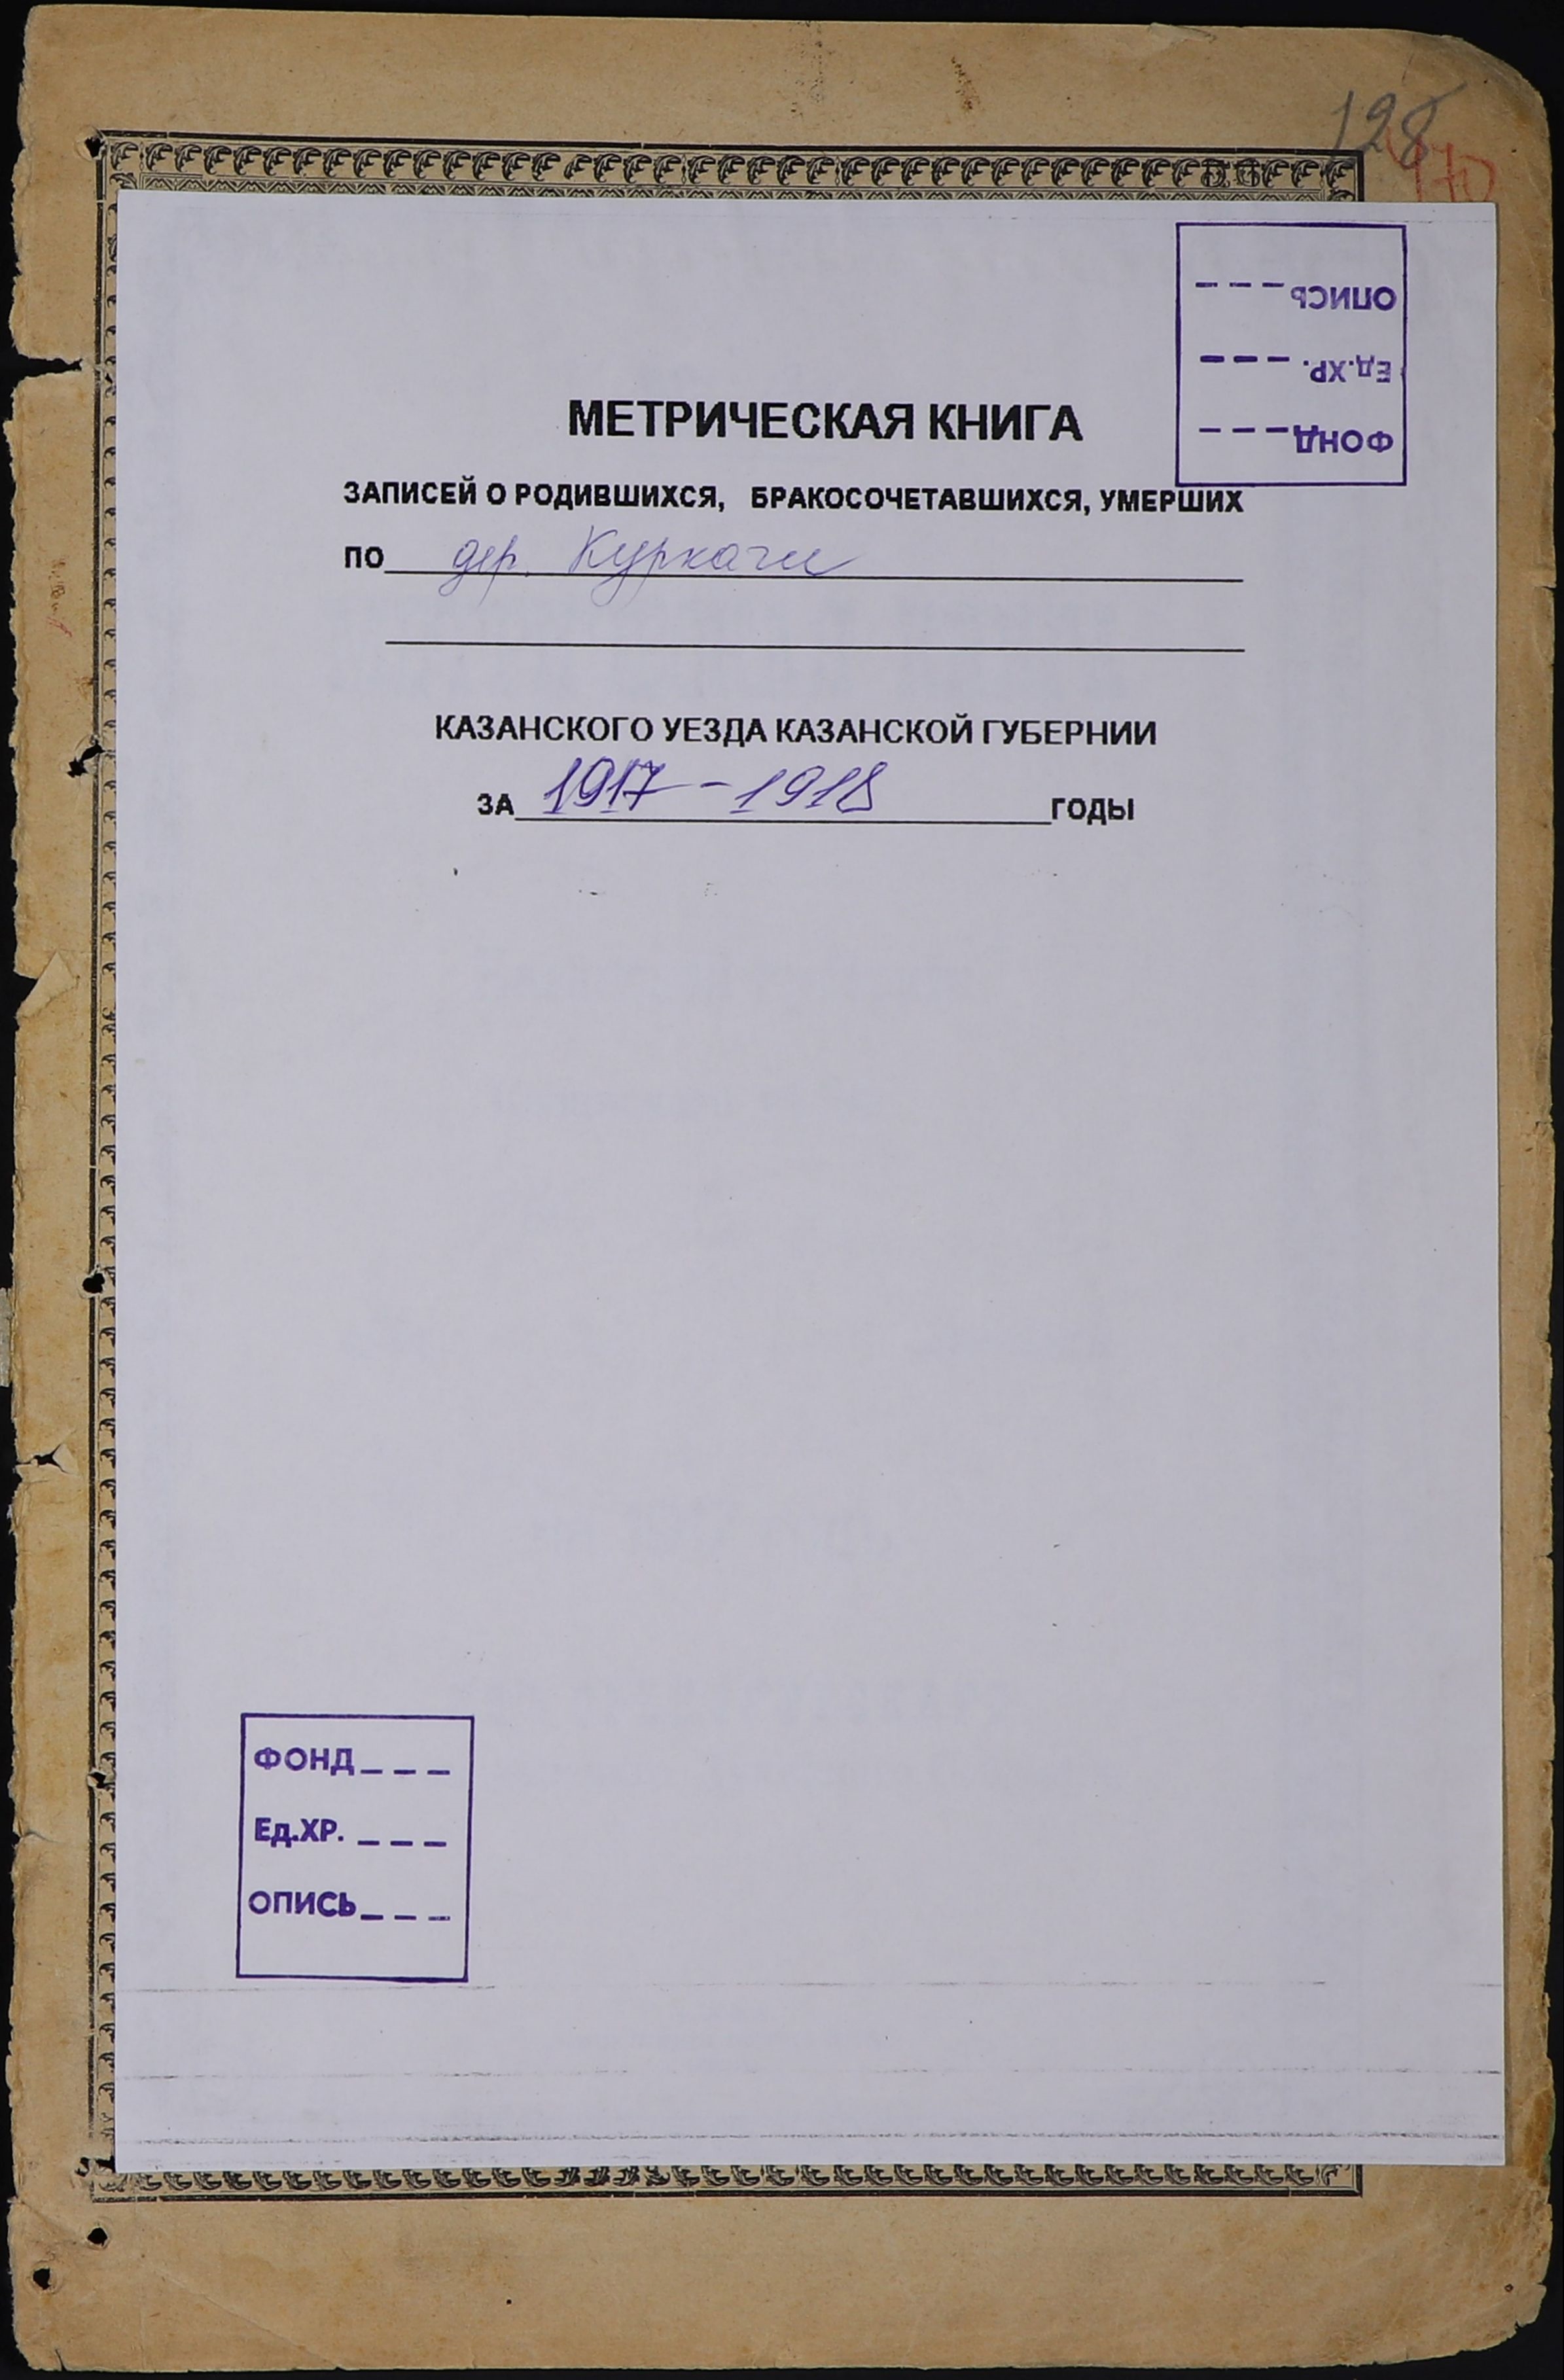 128
170
ОПИСЬ
Ед.ХР.
ФОНД
МЕТРИЧЕСКАЯ КНИГА
ЗАПИСЕЙ О РОДИВШИХСЯ, БРАКОСОЧЕТАВШИХСЯ, УМЕРШИХ
ПО дер. Куркачи
КАЗАНСКОГО УЕЗДА КАЗАНСКОЙ ГУБЕРНИИ
ЗА 1917-1918 ГОДЫ
ФОНД
Ед.ХР.
ОПИСЬ